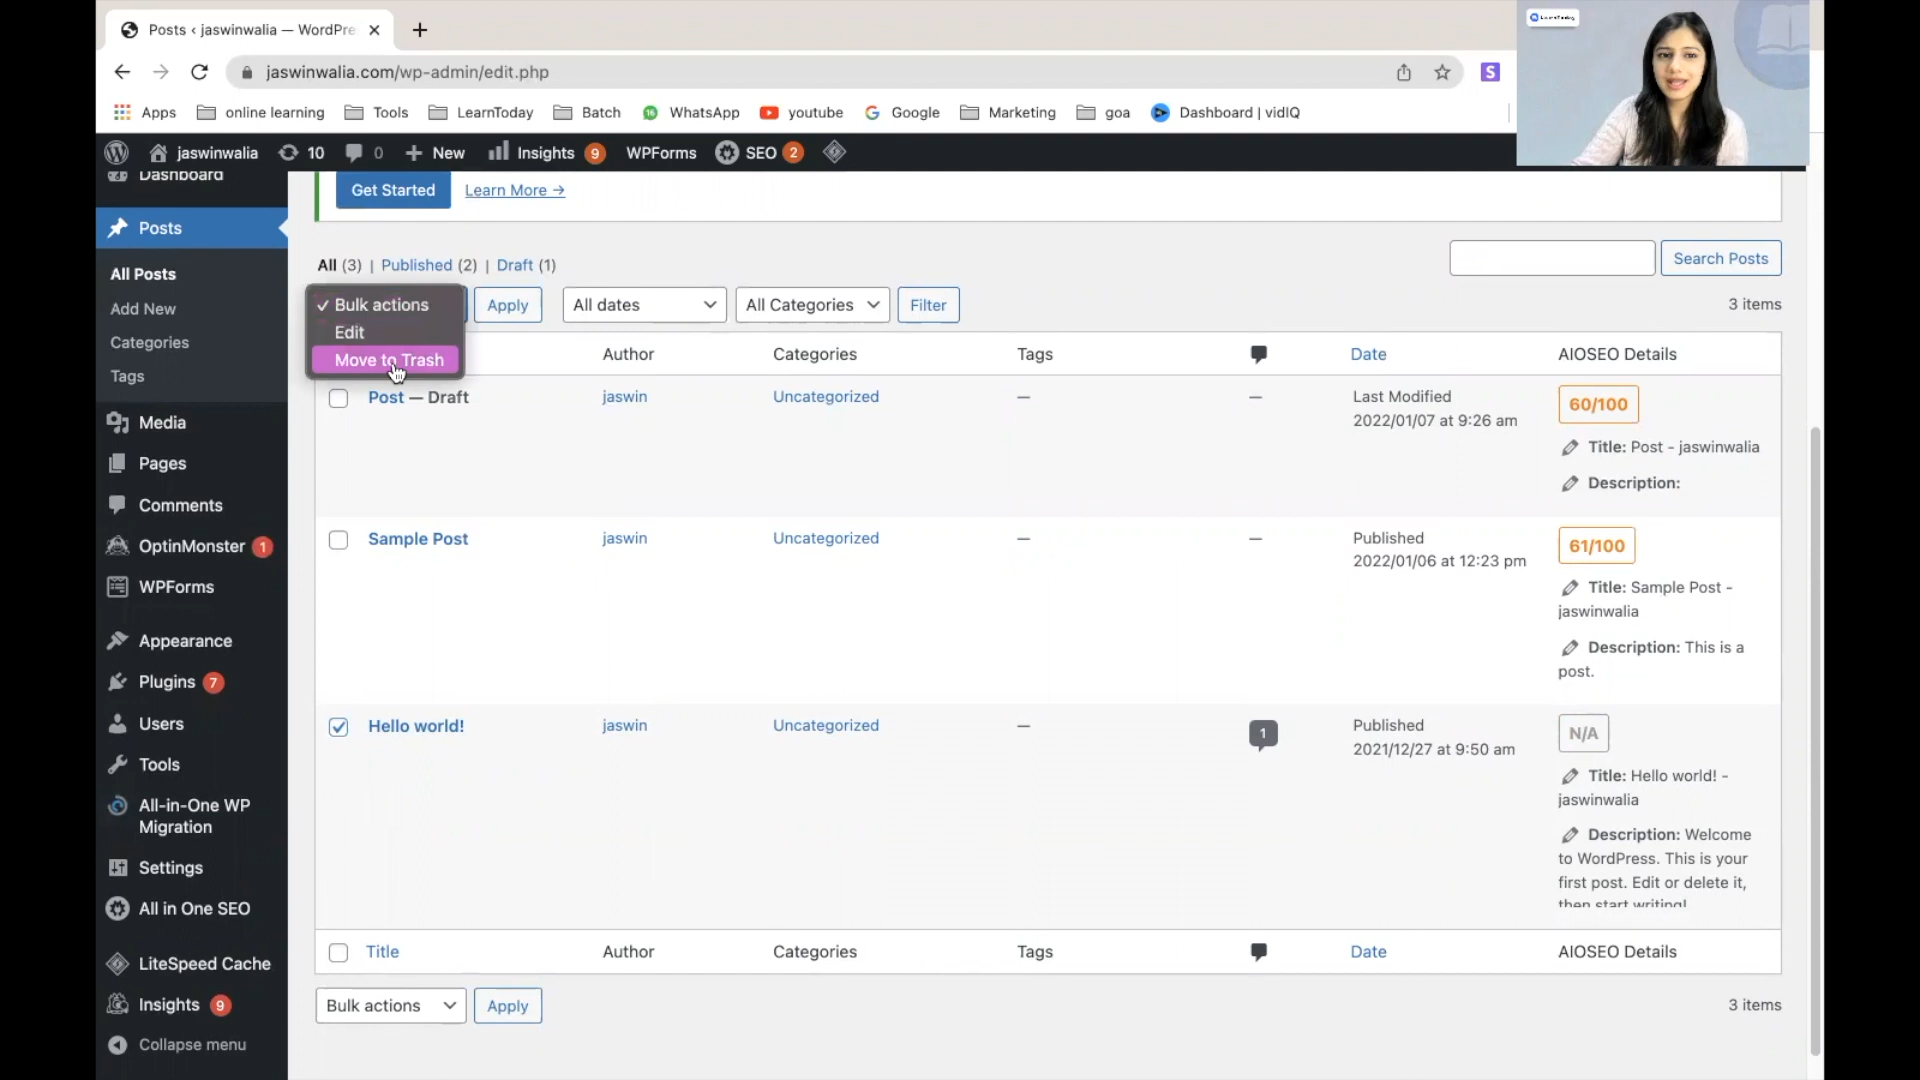 Posts ‹ jaswinwalia — WordPre
jaswinwalia.com/wp-admin/edit.php
S
Apps online learning Tools LearnToday Batch WhatsApp youtube Google Marketing goa Dashboard | vidIQ
jaswinwalia 10 0 New Insights 9 WPForms SEO 2
Dashboard
Get Started Learn More →
Posts
All Posts
Add New
Categories
Tags
Media
Pages
Comments
OptinMonster 1
WPForms
Appearance
Plugins 7
Users
Tools
All-in-One WP
Migration
Settings
All in One SEO
LiteSpeed Cache
Insights 9
Collapse menu
All (3) | Published (2) | Draft (1)
Search Posts
✓ Bulk actions
Edit
Move to Trash
Apply All dates All Categories Filter 3 items
Author Categories Tags Date AIOSEO Details
Post — Draft jaswin Uncategorized — — Last Modified
2022/01/07 at 9:26 am
60/100
Title: Post - jaswinwalia
Description:
Sample Post jaswin Uncategorized — — Published
2022/01/06 at 12:23 pm
61/100
Title: Sample Post -
jaswinwalia
Description: This is a
post.
Hello world! jaswin Uncategorized — 1 Published
2021/12/27 at 9:50 am
N/A
Title: Hello world! -
jaswinwalia
Description: Welcome
to WordPress. This is your
first post. Edit or delete it,
then start writing!
Title Author Categories Tags Date AIOSEO Details
Bulk actions Apply 3 items